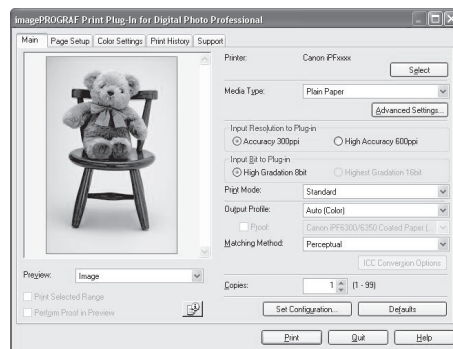 imagePROGRAF Print Plug-In for Digital Photo Professional
Main Page Setup Color Settings Print History Support
Printer: Canon iPFxxxx
Select
Media Type: Plain Paper
Advanced Settings...
Input Resolution to Plug-in
Accuracy 300ppi High Accuracy 600ppi
Input Bit to Plug-in
High Gradation 8bit Highest Gradation 16bit
Print Mode: Standard
Output Profile: Auto (Color)
Proof: Canon iPF6300/6350 Coated Paper (...
Matching Method: Perceptual
ICC Conversion Options
Preview: Image
Copies: 1 (1 - 99)
Print Selected Range
Perform Proof in Preview
Set Configuration... Defaults
Print Quit Help